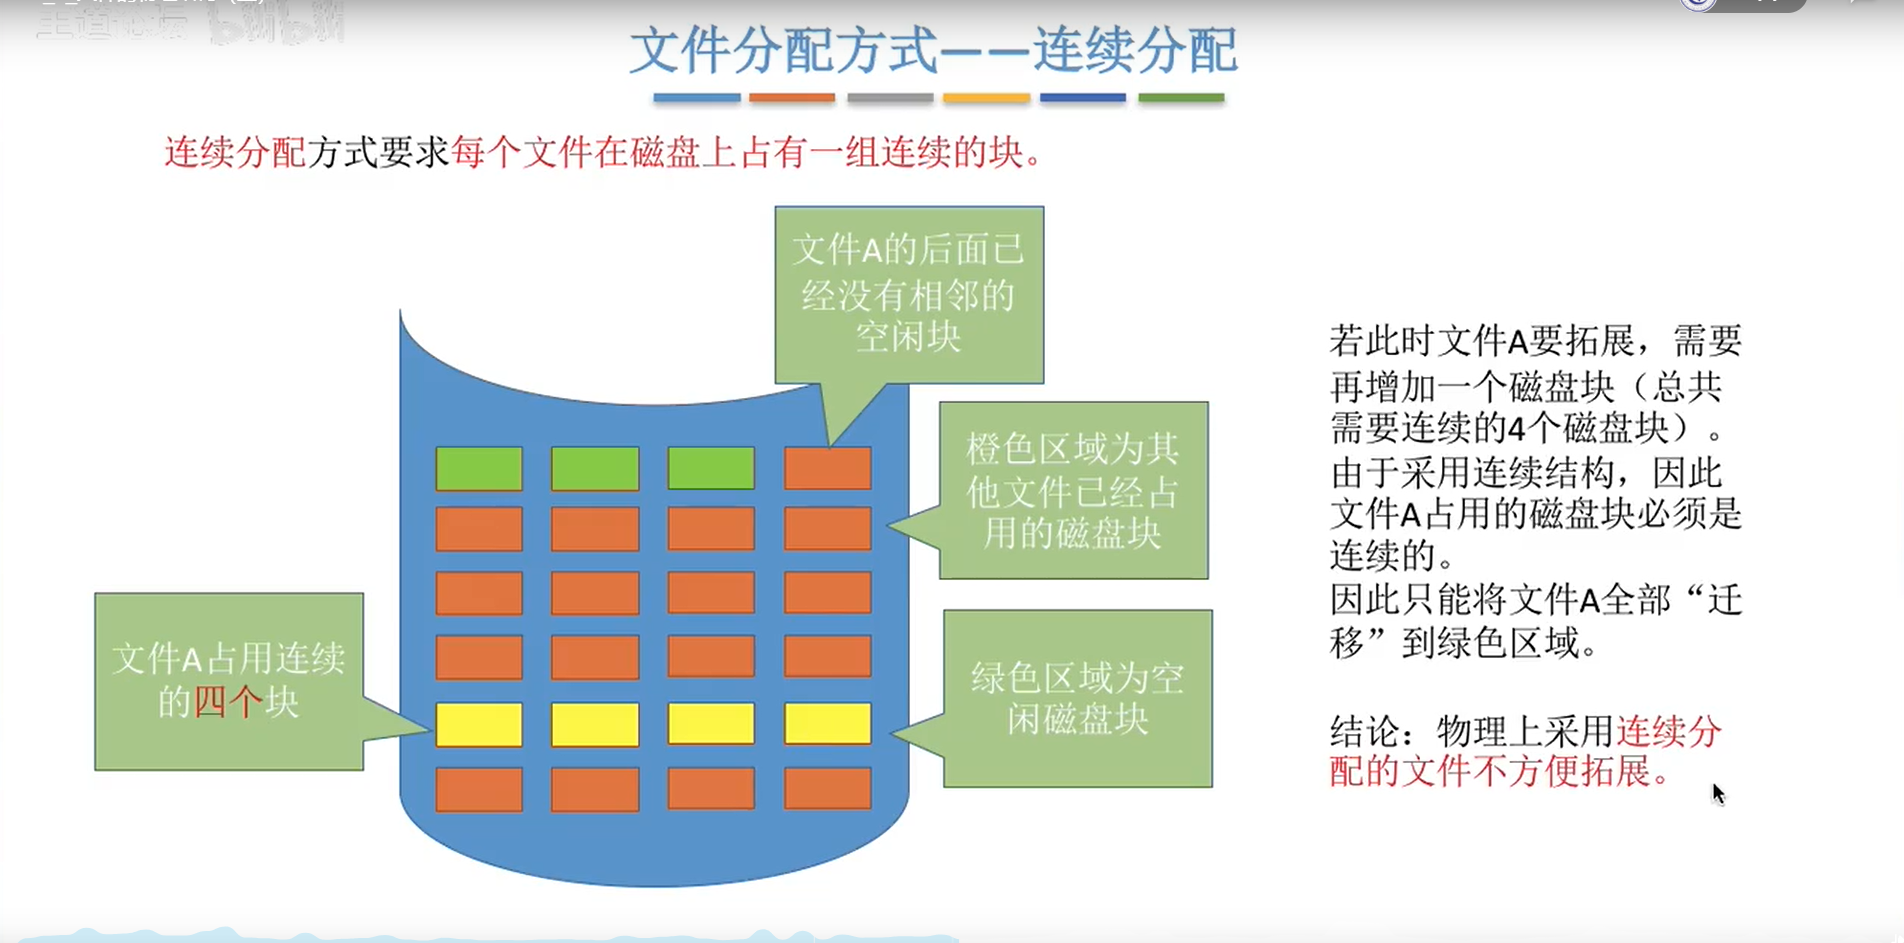 王道论坛 bilibili
文件分配方式——连续分配
连续分配方式要求每个文件在磁盘上占有一组连续的块。
文件A的后面已
经没有相邻的
空闲块
橙色区域为其
他文件已经占
用的磁盘块
文件A占用连续
的四个块
绿色区域为空
闲磁盘块
若此时文件A要拓展，需要
再增加一个磁盘块（总共
需要连续的4个磁盘块）。
由于采用连续结构，因此
文件A占用的磁盘块必须是
连续的。
因此只能将文件A全部“迁
移”到绿色区域。
结论：物理上采用连续分
配的文件不方便拓展。